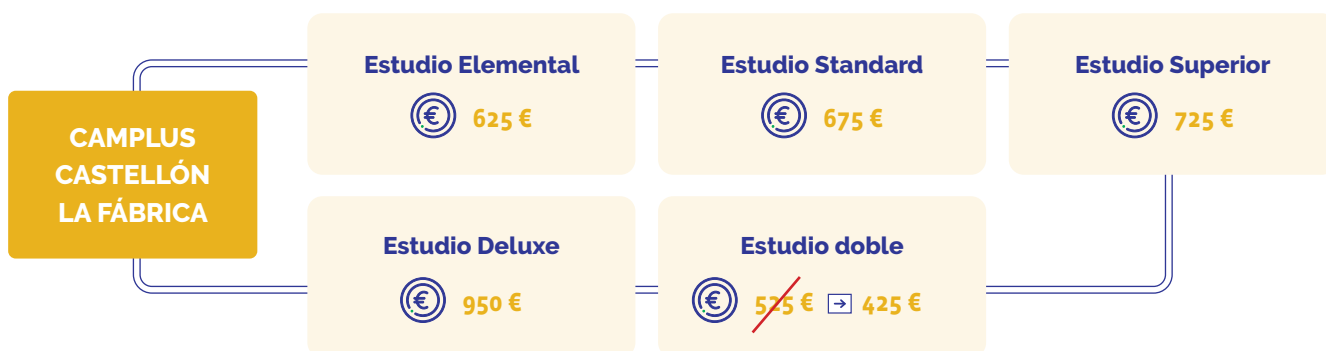 CAMPLUS
CASTELLÓN
LA FÁBRICA
Estudio Elemental
€ 625 €
Estudio Standard
€ 675 €
Estudio Superior
€ 725 €
Estudio Deluxe
€ 950 €
Estudio doble
€ 525 € → 425 €